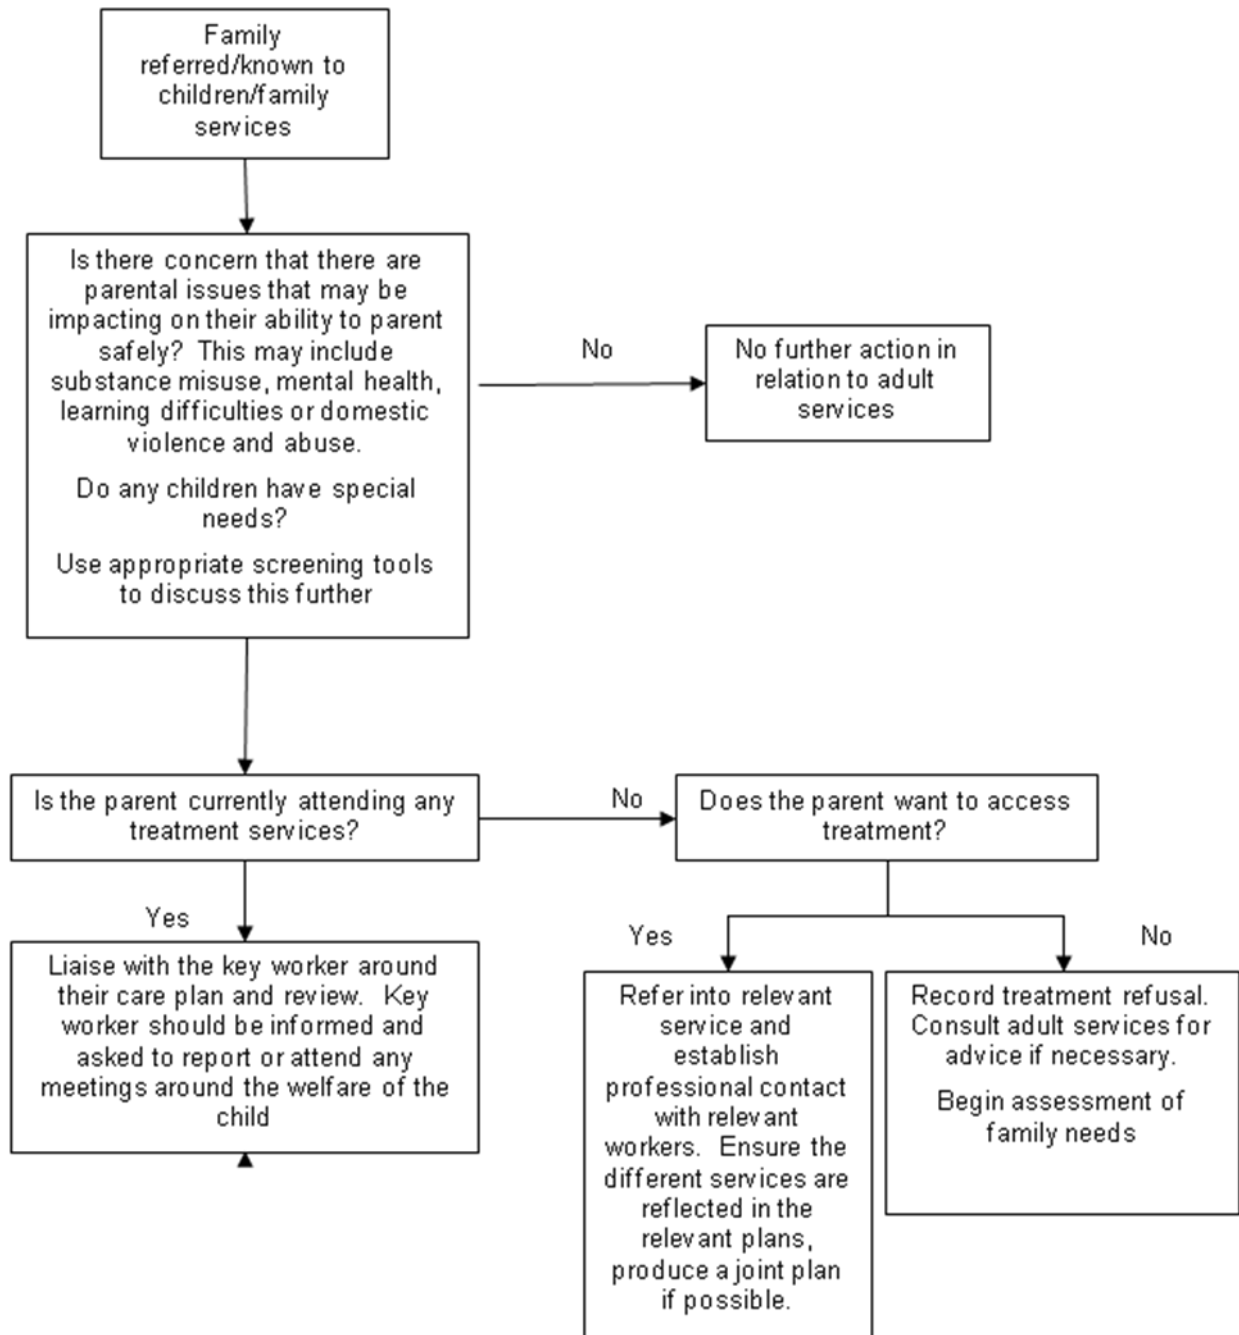 Family
referred/known to
children/family
services
Is there concern that there are
parental issues that may be
impacting on their ability to parent
safely? This may include
substance misuse, mental health,
learning difficulties or domestic
violence and abuse.
Do any children have special
needs?
Use appropriate screening tools
to discuss this further
No
No further action in
relation to adult
services
Is the parent currently attending any
treatment services?
No
Does the parent want to access
treatment?
Yes
Liaise with the key worker around
their care plan and review. Key
worker should be informed and
asked to report or attend any
meetings around the welfare of the
child
Yes
Refer into relevant
service and
establish
professional contact
with relevant
workers. Ensure the
different services are
reflected in the
relevant plans,
produce a joint plan
if possible.
No
Record treatment refusal.
Consult adult services for
advice if necessary.
Begin assessment of
family needs